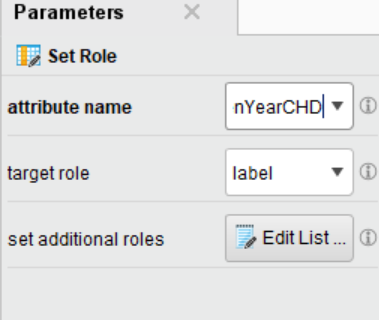 Parameters
Set Role
attribute name
nYearCHD
target role
label
set additional roles
Edit List ...